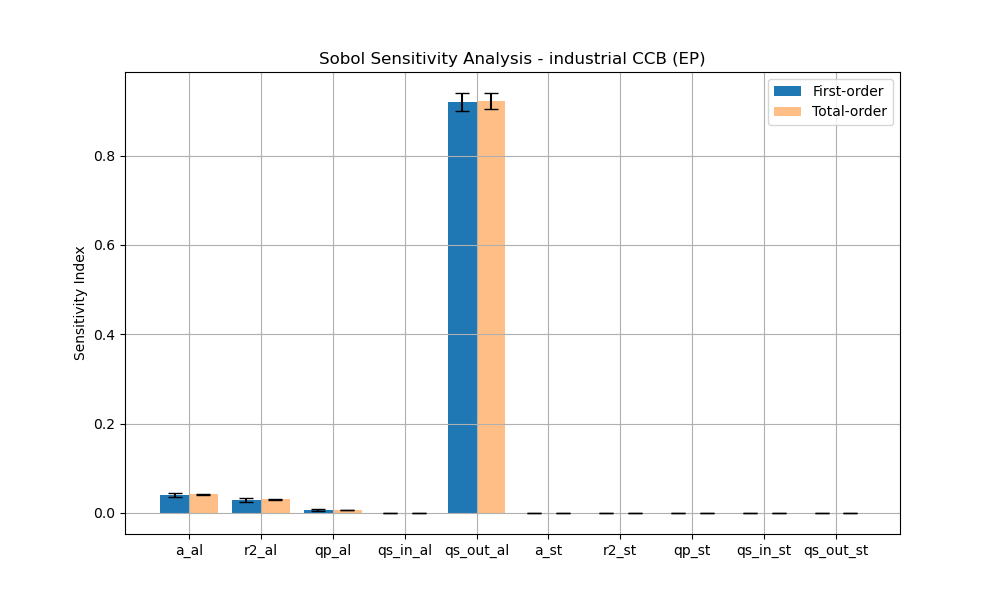 Sobol Sensitivity Analysis - industrial CCB (EP)
First-order
Total-order
Sensitivity Index
0.8
0.6
0.4
0.2
0.0
a_al r2_al qp_al qs_in_al qs_out_al a_st r2_st qp_st qs_in_st qs_out_st